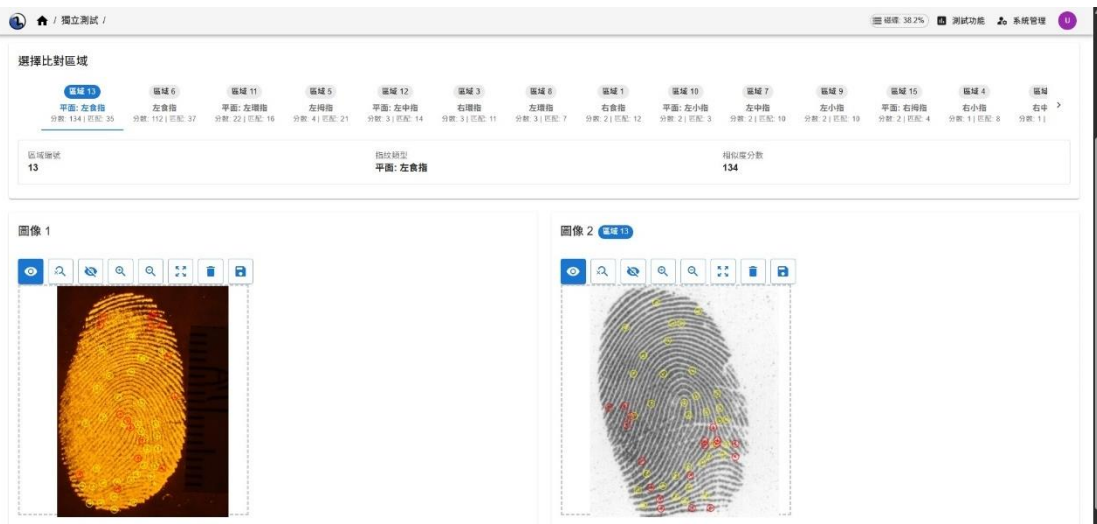 / 獨立測試 /
磁碟: 38.2%
測試功能
系統管理
U
選擇比對區域
區域 13
平面: 左食指
分數: 134 | 匹配: 35
區域 6
左食指
分數: 112 | 匹配: 37
區域 11
平面: 左環指
分數: 22 | 匹配: 16
區域 5
左拇指
分數: 4 | 匹配: 21
區域 12
平面: 左中指
分數: 3 | 匹配: 14
區域 3
右環指
分數: 3 | 匹配: 11
區域 8
左環指
分數: 3 | 匹配: 7
區域 1
右食指
分數: 2 | 匹配: 12
區域 10
平面: 左小指
分數: 2 | 匹配: 3
區域 7
左中指
分數: 2 | 匹配: 10
區域 9
左小指
分數: 2 | 匹配: 10
區域 15
平面: 右拇指
分數: 2 | 匹配: 4
區域 4
右小指
分數: 1 | 匹配: 8
區域
右中
分數: 1 |
區域編號
13
指紋類型
平面: 左食指
相似度分數
134
圖像 1
圖像 2 區域 13